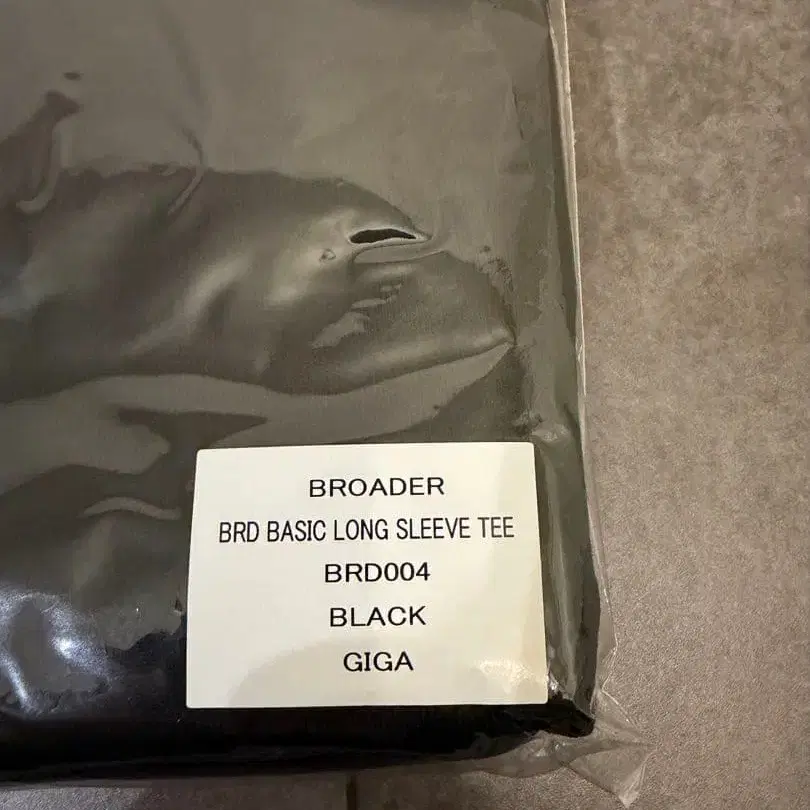 BROADER
BRD BASIC LONG SLEEVE TEE
BRD004
BLACK
GIGA